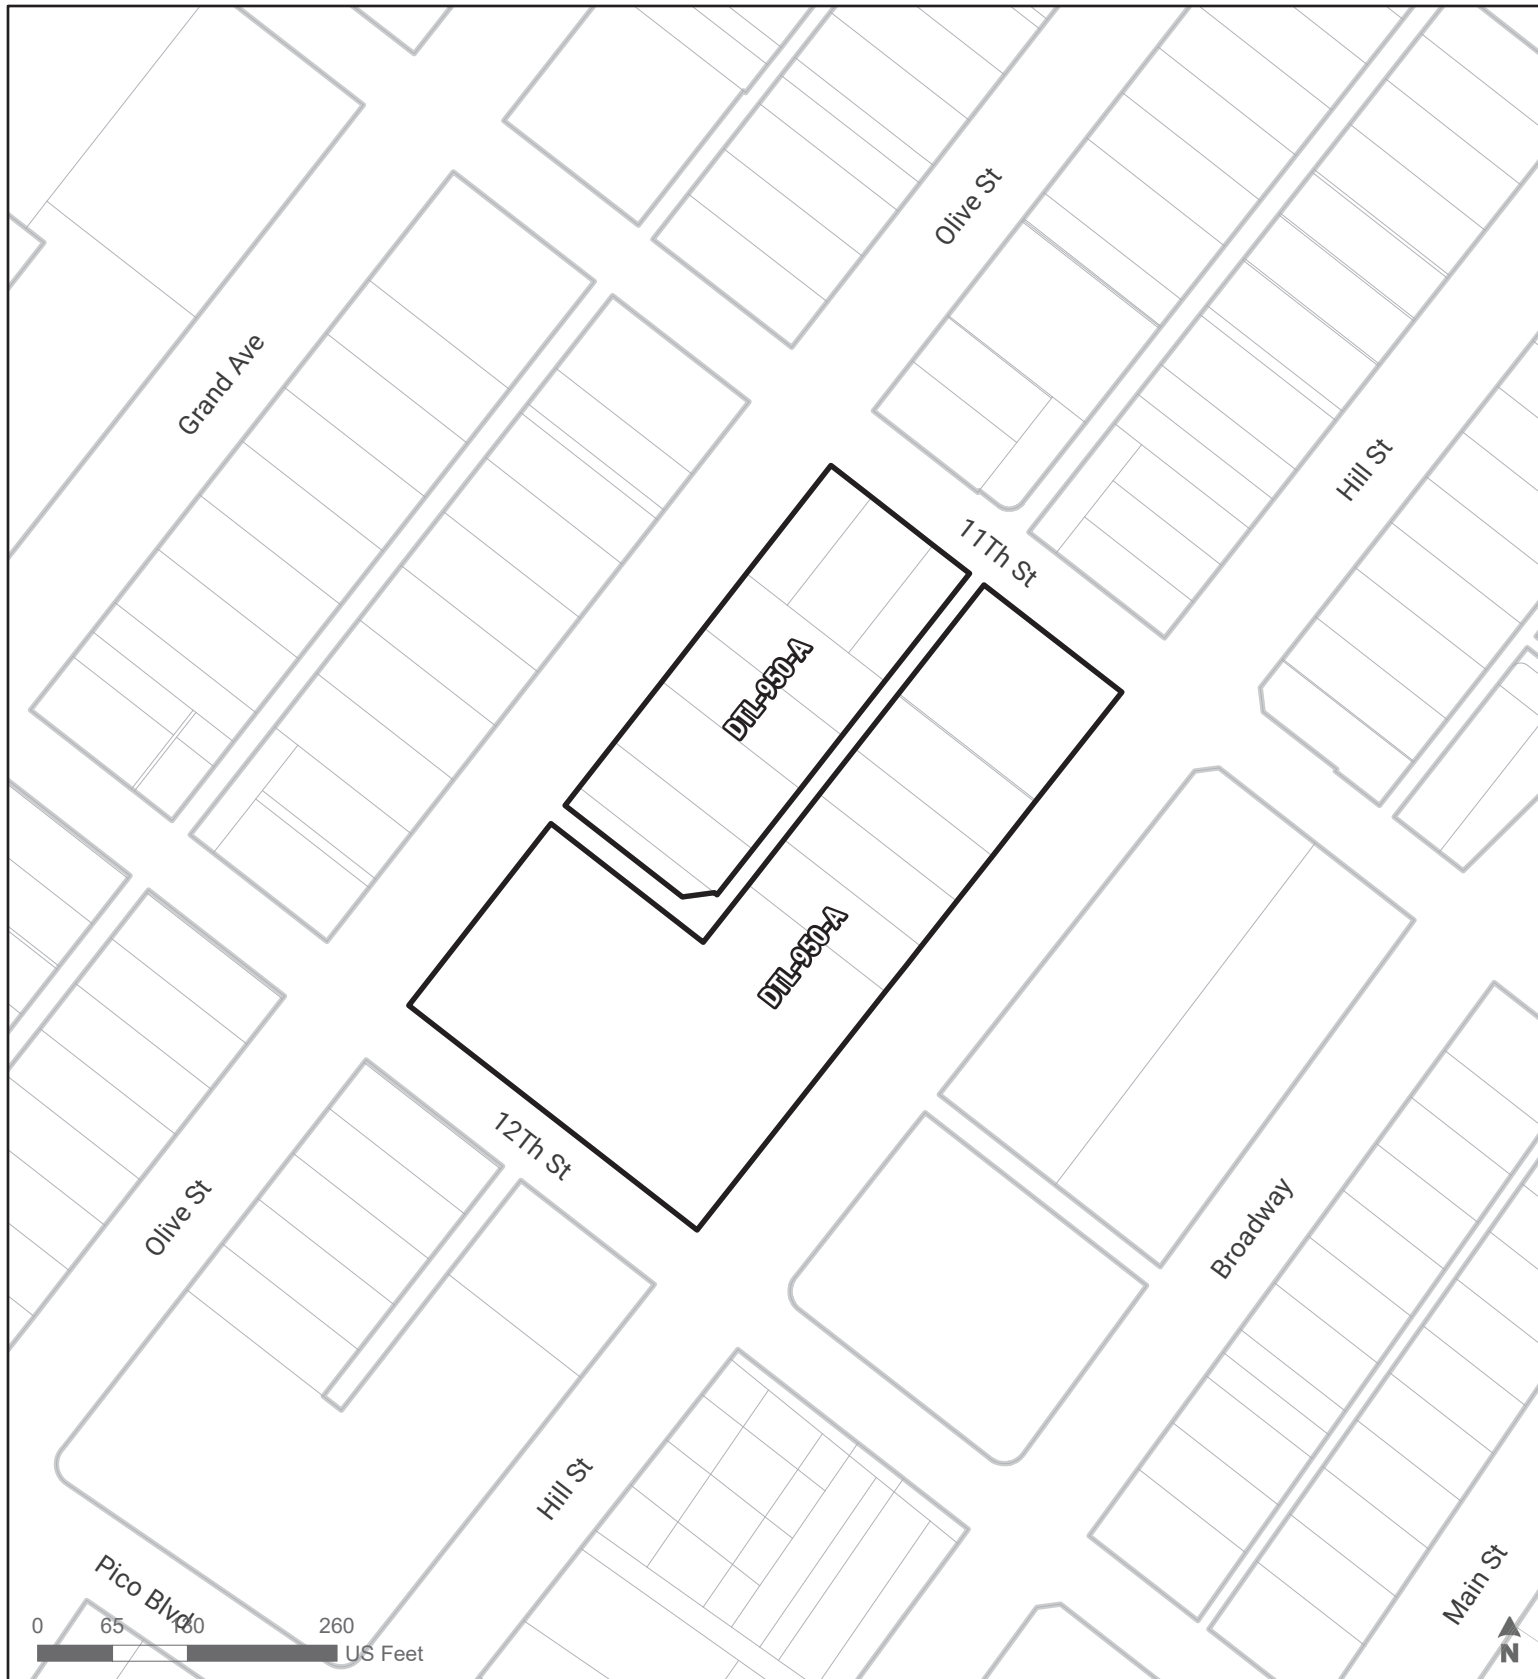 Olive St
Grand Ave
Hill St
11Th St
DTL-950-A
DTL-950-A
12Th St
Olive St
Broadway
Hill St
Pico Blvd
Main St
0 65 130 260
US Feet
N